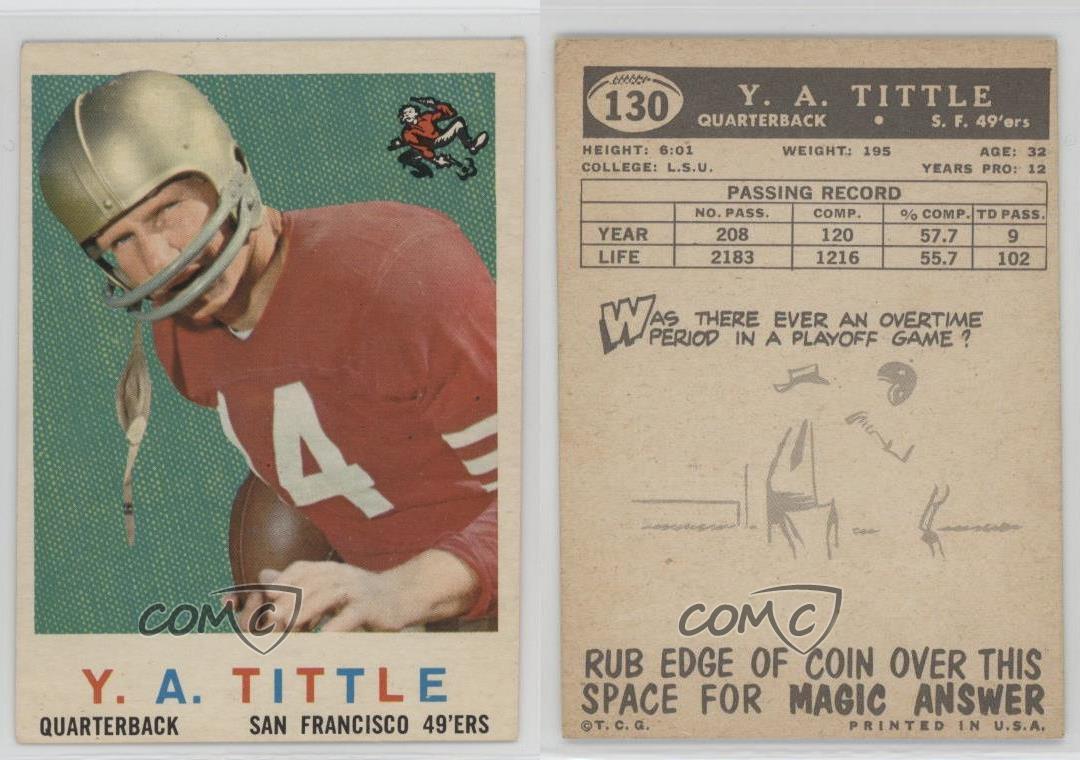 4
COMC
Y. A. TITTLE
QUARTERBACK SAN FRANCISCO 49'ERS
130
Y. A. TITTLE
QUARTERBACK • S. F. 49'ers
HEIGHT: 6:01 WEIGHT: 195 AGE: 32
COLLEGE: L.S.U. YEARS PRO: 12
PASSING RECORD
NO. PASS. COMP. % COMP. TD PASS.
YEAR 208 120 57.7 9
LIFE 2183 1216 55.7 102
WAS THERE EVER AN OVERTIME
PERIOD IN A PLAYOFF GAME?
COMC
RUB EDGE OF COIN OVER THIS
SPACE FOR MAGIC ANSWER
©T.C.G. PRINTED IN U.S.A.